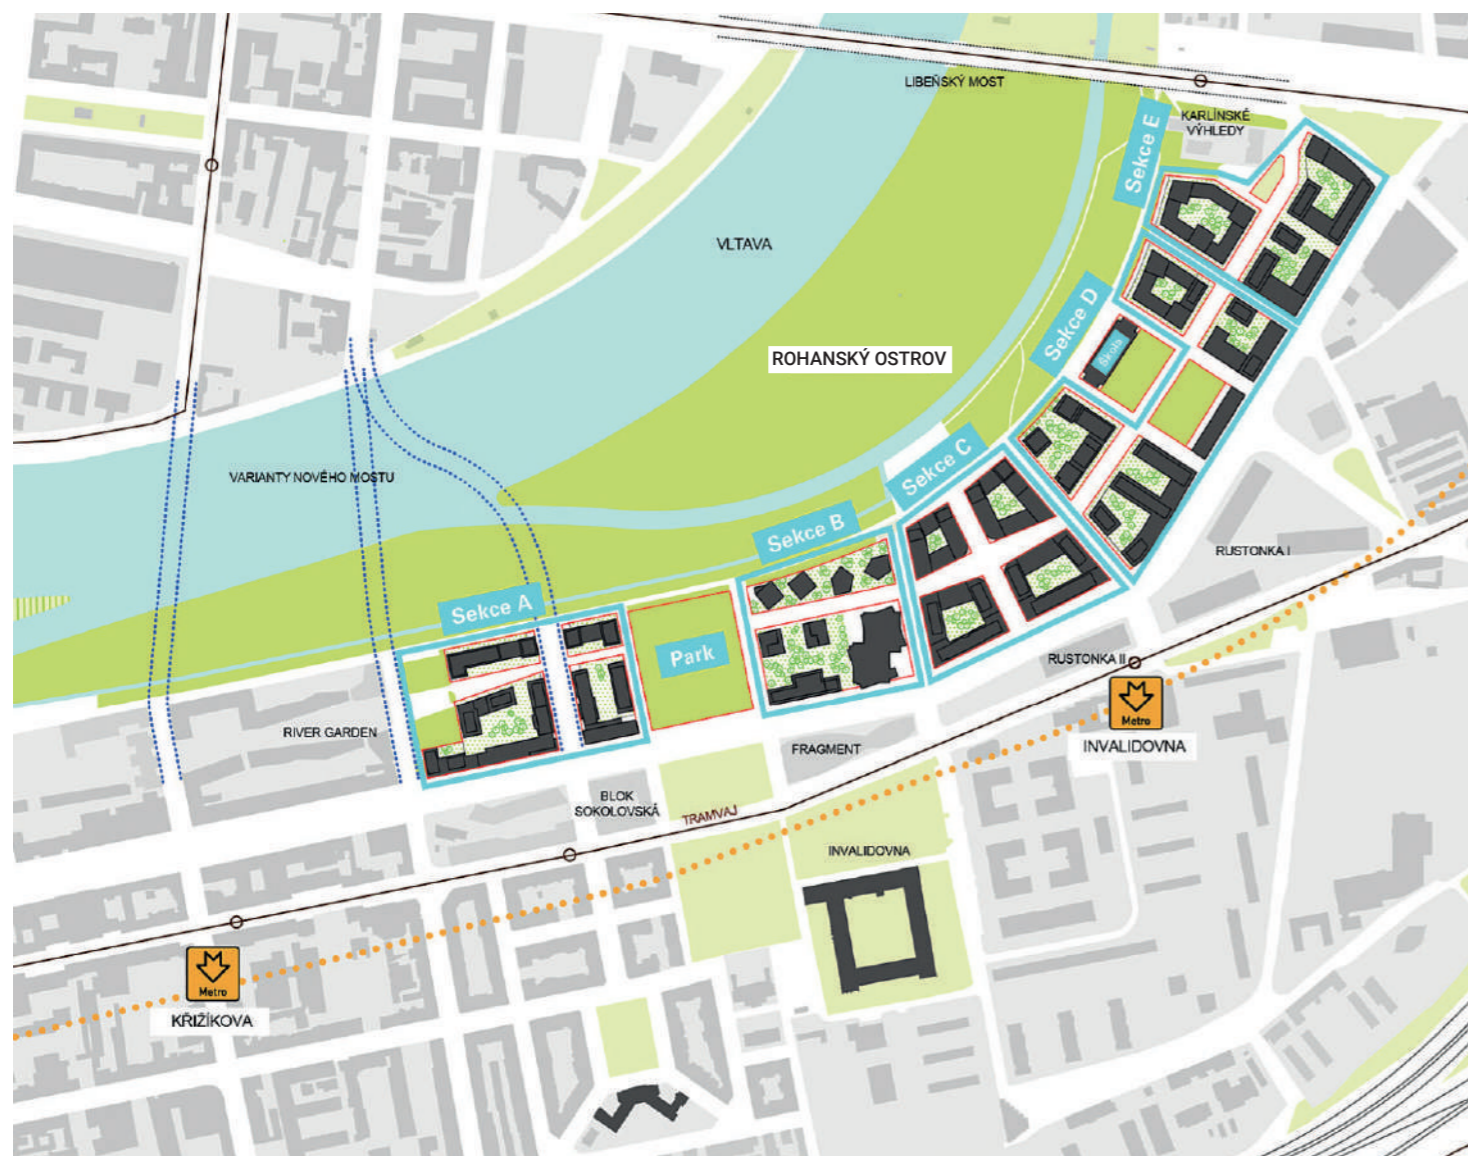 LIBEŇSKÝ MOST
KARLÍNSKÉ
VÝHLEDY
Sekce E
VLTAVA
Sekce D
Škola
ROHANSKÝ OSTROV
Sekce C
VARIANTY NOVÉHO MOSTU
Sekce B
RUSTONKA I
Sekce A
Park
RUSTONKA II
Metro
INVALIDOVNA
RIVER GARDEN
FRAGMENT
BLOK
SOKOLOVSKÁ
TRAMVAJ
INVALIDOVNA
Metro
KŘIŽÍKOVA